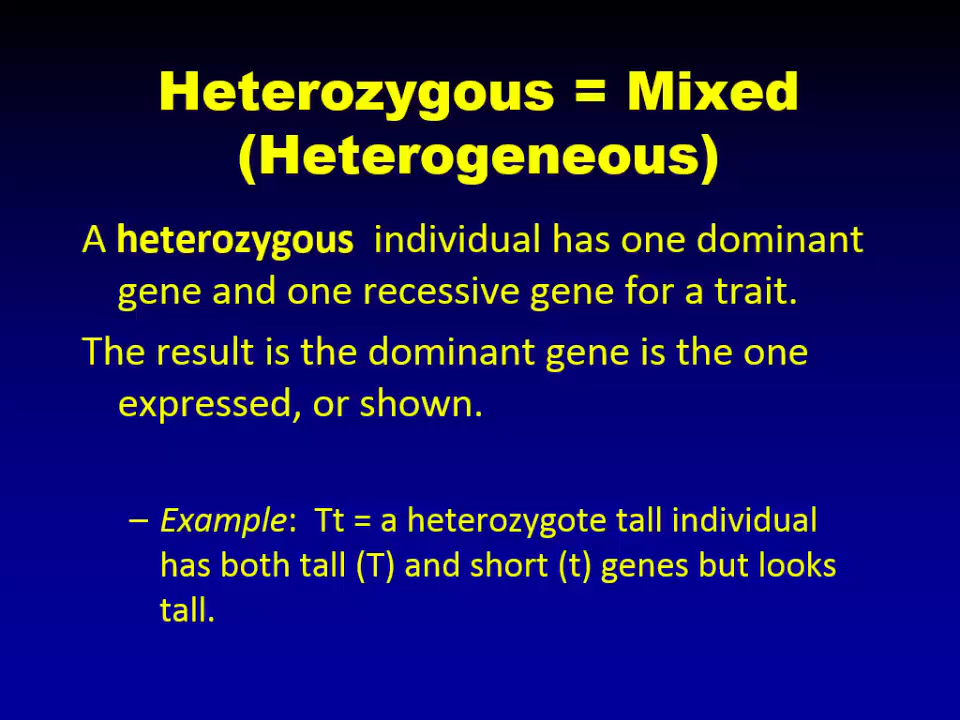 Heterozygous = Mixed
(Heterogeneous)
A heterozygous  individual has one dominant
gene and one recessive gene for a trait.
The result is the dominant gene is the one
expressed, or shown.
– Example:  Tt = a heterozygote tall individual
has both tall (T) and short (t) genes but looks
tall.